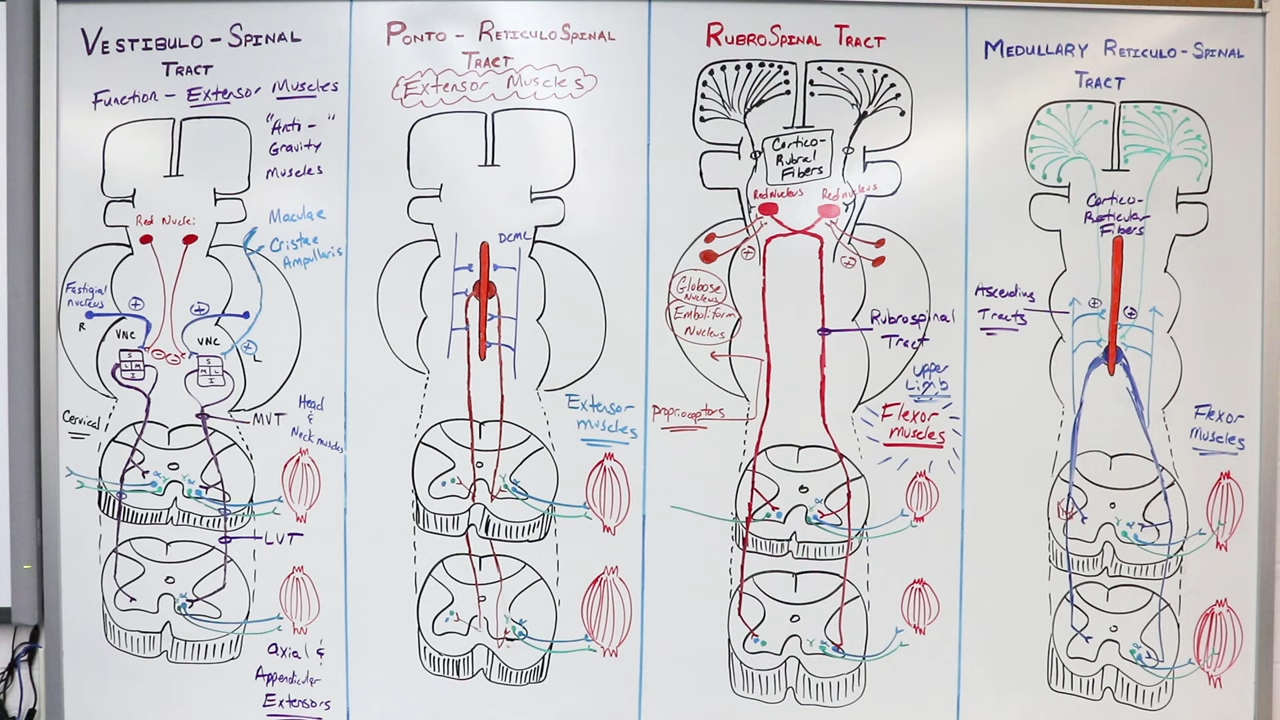 VESTIBULO-SPINAL
TRACT
Function - Extensor Muscles
"Anti-"
Gravity
Muscles
Red Nuclei
Maculae
Cristae
Ampullaris
Fastigial
nucleus
R
+
+
VNC
VNC
+
L
S
M L
I
S
M L
I
Cervical
MVT
Head
&
Neck muscles
LVT
Axial &
Appendicular
Extensors
PONTO-RETICULOSPINAL
TRACT
Extensor Muscles
DCML
Extensor
muscles
RUBROSPINAL TRACT
Cortico-
Rubral
Fibers
Red Nucleus
Red nucleus
+
+
Globose
Nucleus
Emboliform
Nucleus
Rubrospinal
Tract
proprioceptors
upper
Limb
Flexor
Muscles
MEDULLARY RETICULO-SPINAL
TRACT
Cortico-
Reticular
Fibers
Ascending
Tracts
+
+
Flexor
Muscles